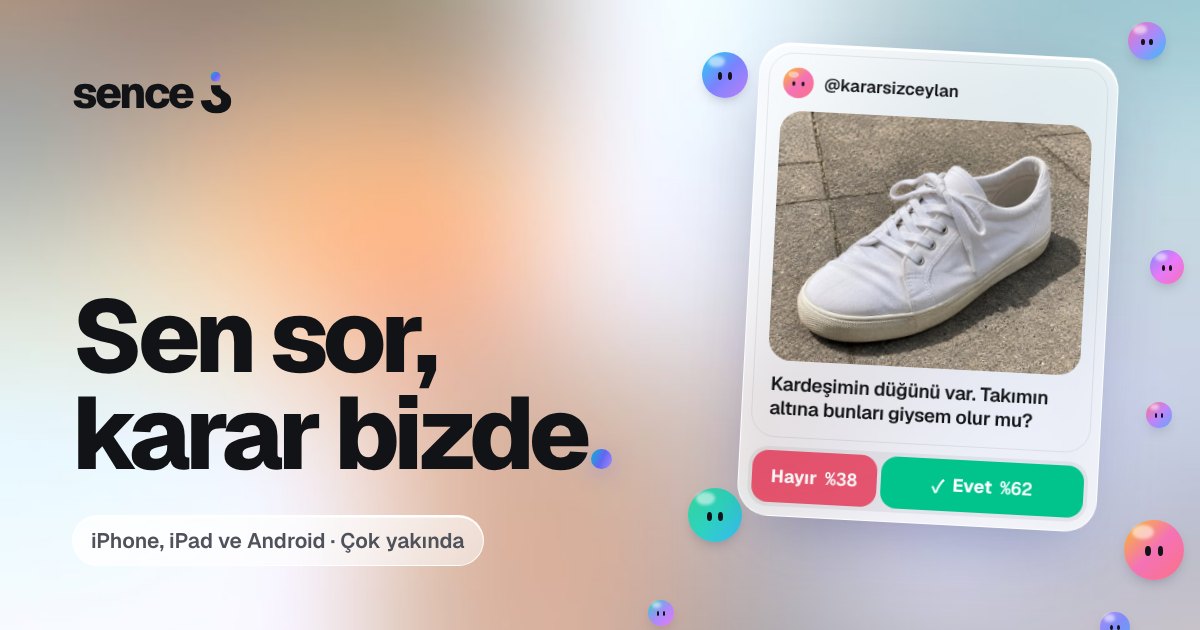 sence
Sen sor,
karar bizde.
iPhone, iPad ve Android · Çok yakında
@kararsizceylan
Kardeşimin düğünü var. Takımın
altına bunları giysem olur mu?
Hayır %38
✓ Evet %62